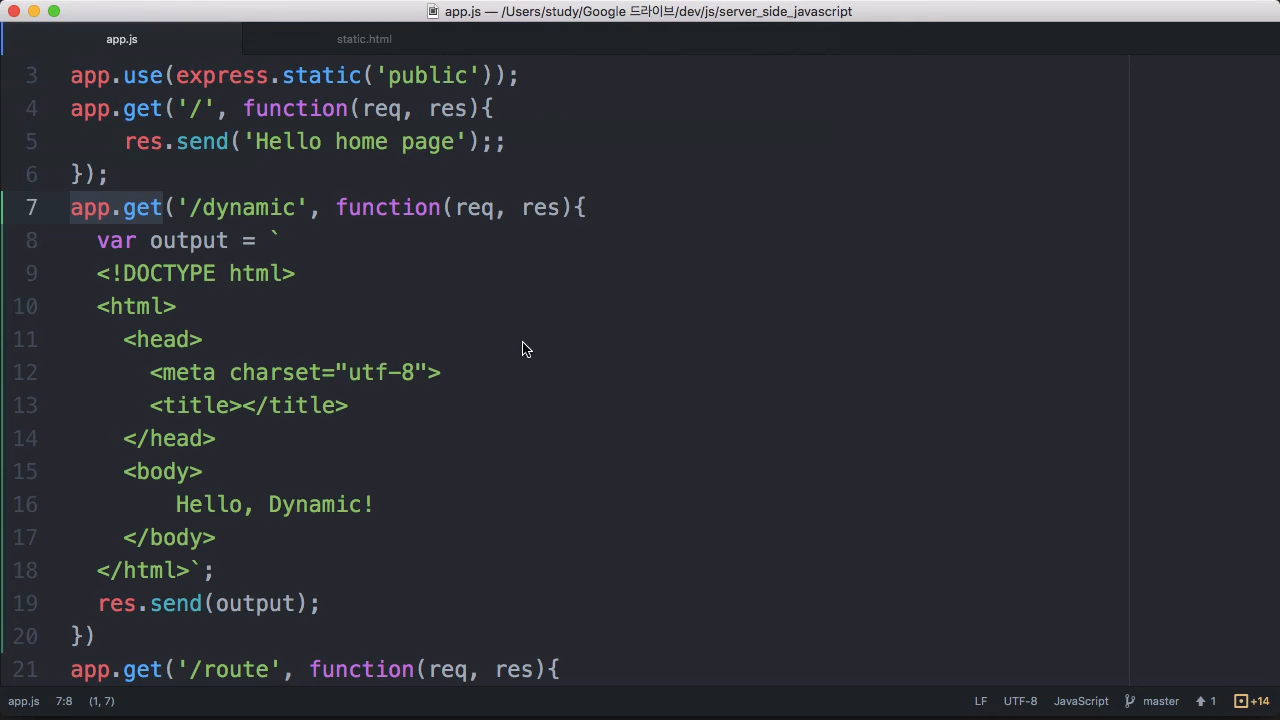 app.js — /Users/study/Google 드라이브/dev/js/server_side_javascript
app.js static.html
3 app.use(express.static('public'));
4 app.get('/', function(req, res){
5 res.send('Hello home page');;
6 });
7 app.get('/dynamic', function(req, res){
8 var output = `
9 <!DOCTYPE html>
10 <html>
11 <head>
12 <meta charset="utf-8">
13 <title></title>
14 </head>
15 <body>
16 Hello, Dynamic!
17 </body>
18 </html>`;
19 res.send(output);
20 })
21 app.get('/route', function(req, res){
app.js 7:8 (1, 7) LF UTF-8 JavaScript master 1 +14